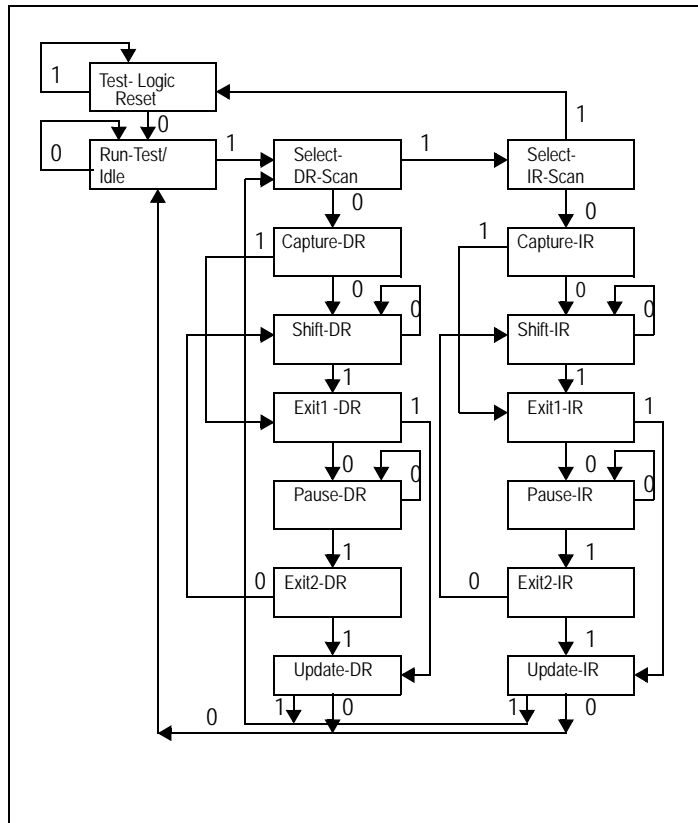 1
Test- Logic
Reset
0
1
0
Run-Test/
Idle
1
Select-
DR-Scan
1
Select-
IR-Scan
0
0
1
Capture-DR
1
Capture-IR
0
0
Shift-DR
0
Shift-IR
0
1
1
Exit1 -DR
1
Exit1-IR
1
0
0
Pause-DR
0
Pause-IR
0
1
1
0
Exit2-DR
0
Exit2-IR
1
1
Update-DR
Update-IR
0
1
0
1
0